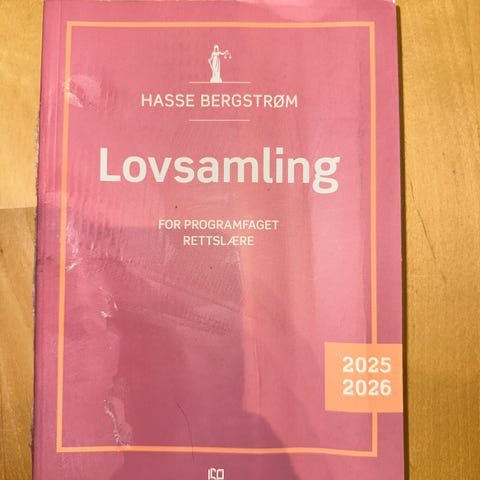 HASSE BERGSTRØM
Lovsamling
FOR PROGRAMFAGET
RETTSLÆRE
2025
2026